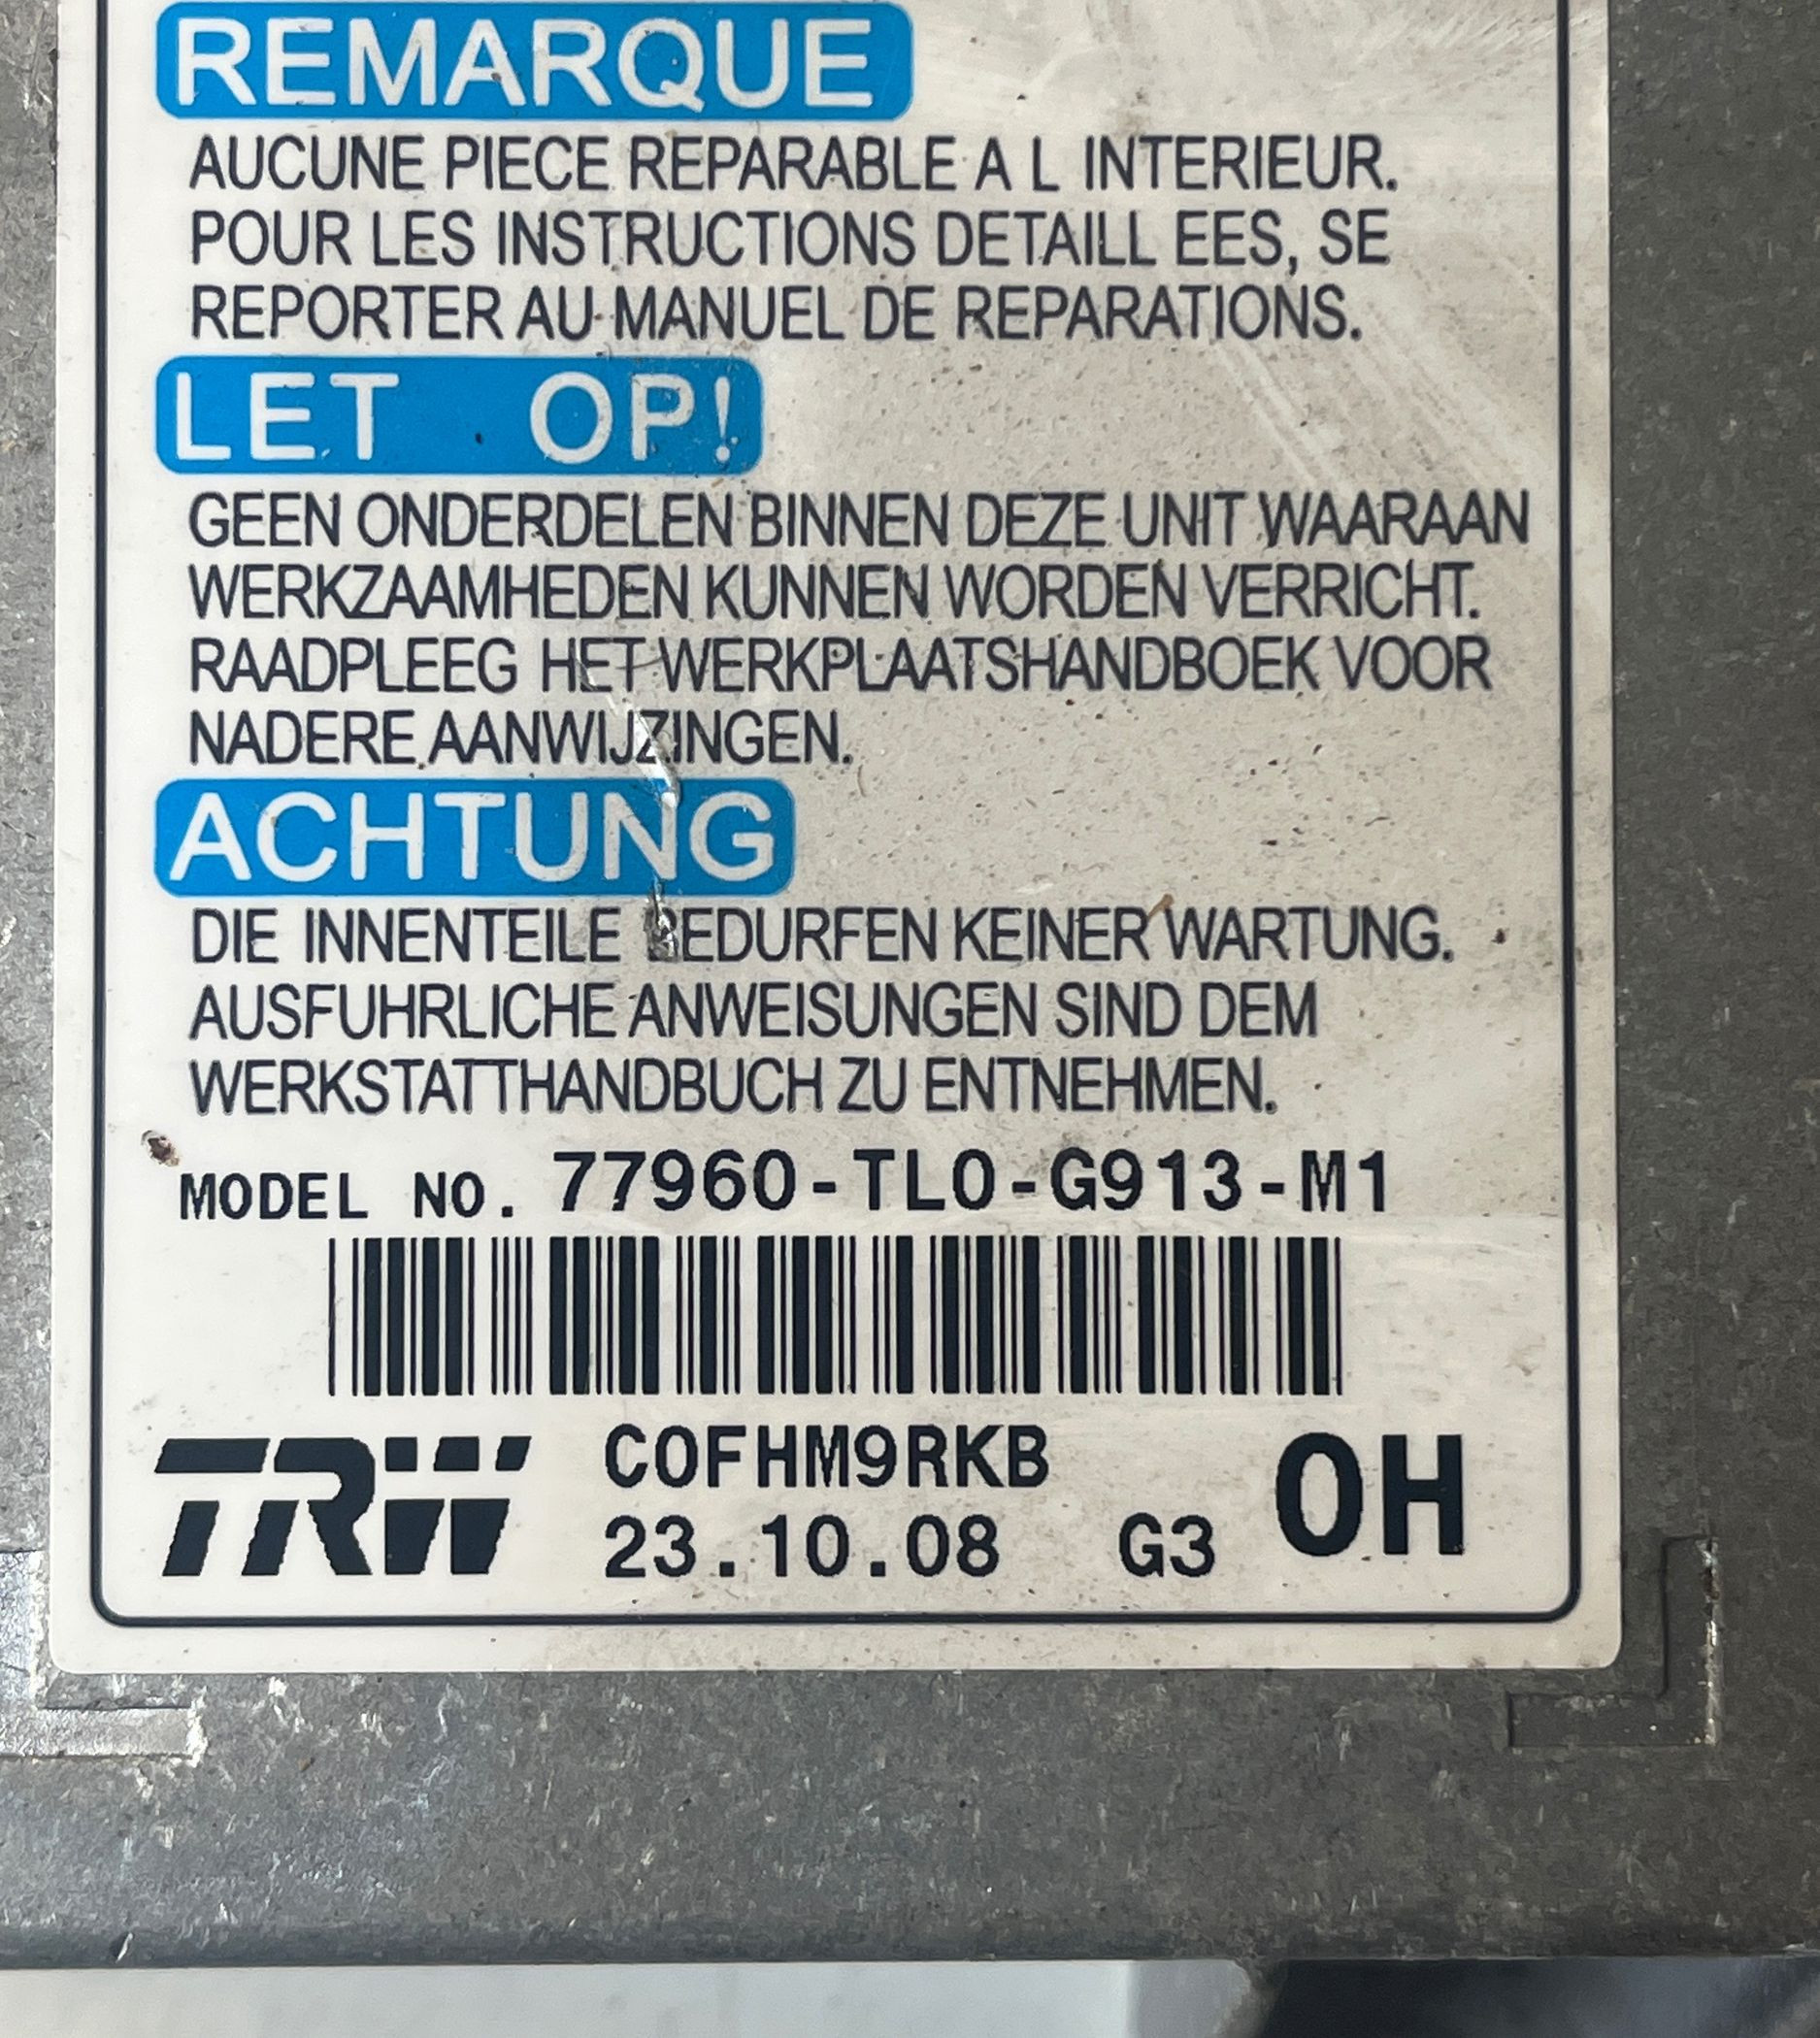 REMARQUE
AUCUNE PIECE REPARABLE A L INTERIEUR.
POUR LES INSTRUCTIONS DETAILL EES, SE
REPORTER AU MANUEL DE REPARATIONS.
LET OP!
GEEN ONDERDELEN BINNEN DEZE UNIT WAARAAN
WERKZAAMHEDEN KUNNEN WORDEN VERRICHT.
RAADPLEEG HET WERKPLAATSHANDBOEK VOOR
NADERE AANWIJZINGEN.
ACHTUNG
DIE INNENTEILE BEDURFEN KEINER WARTUNG.
AUSFUHRLICHE ANWEISUNGEN SIND DEM
WERKSTATTHANDBUCH ZU ENTNEHMEN.
MODEL NO. 77960-TL0-G913-M1
TRW C0FHM9RKB 0H
23.10.08 G3